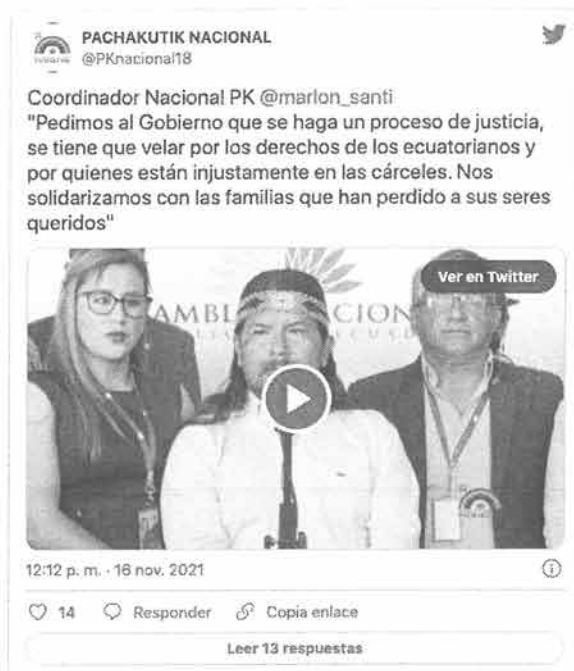 PACHAKUTIK NACIONAL
@PKnacional18
Coordinador Nacional PK @marlon_santi
"Pedimos al Gobierno que se haga un proceso de justicia,
se tiene que velar por los derechos de los ecuatorianos y
por quienes están injustamente en las cárceles. Nos
solidarizamos con las familias que han perdido a sus seres
queridos"
Ver en Twitter
12:12 p. m. · 16 nov. 2021
14 Responder Copia enlace
Leer 13 respuestas